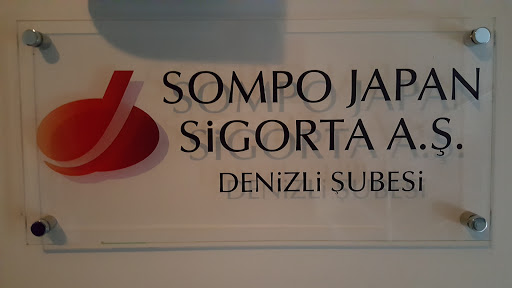 SOMPO JAPAN
SiGORTA A.Ş.
DENiZLi ŞUBESi